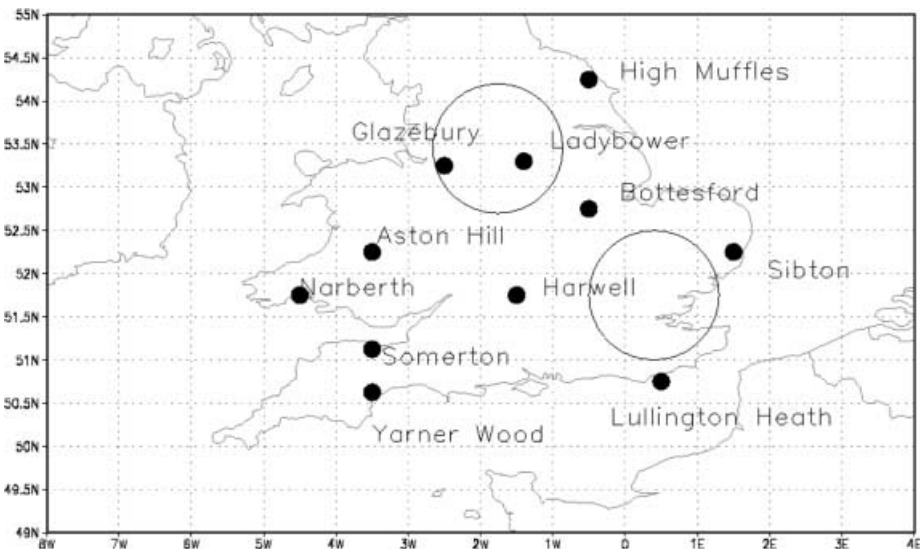 55N
54.5N
High Muffles
54N
Glazebury
Ladybower
53.5N
53N
Bottesford
52.5N
Aston Hill
Sibton
52N
Narberth
Harwell
51.5N
51N
Somerton
50.5N
Lullington Heath
Yarner Wood
50N
49.5N
49N
8W 7W 6W 5W 4W 3W 2W 1W 0 1E 2E 3E 4E